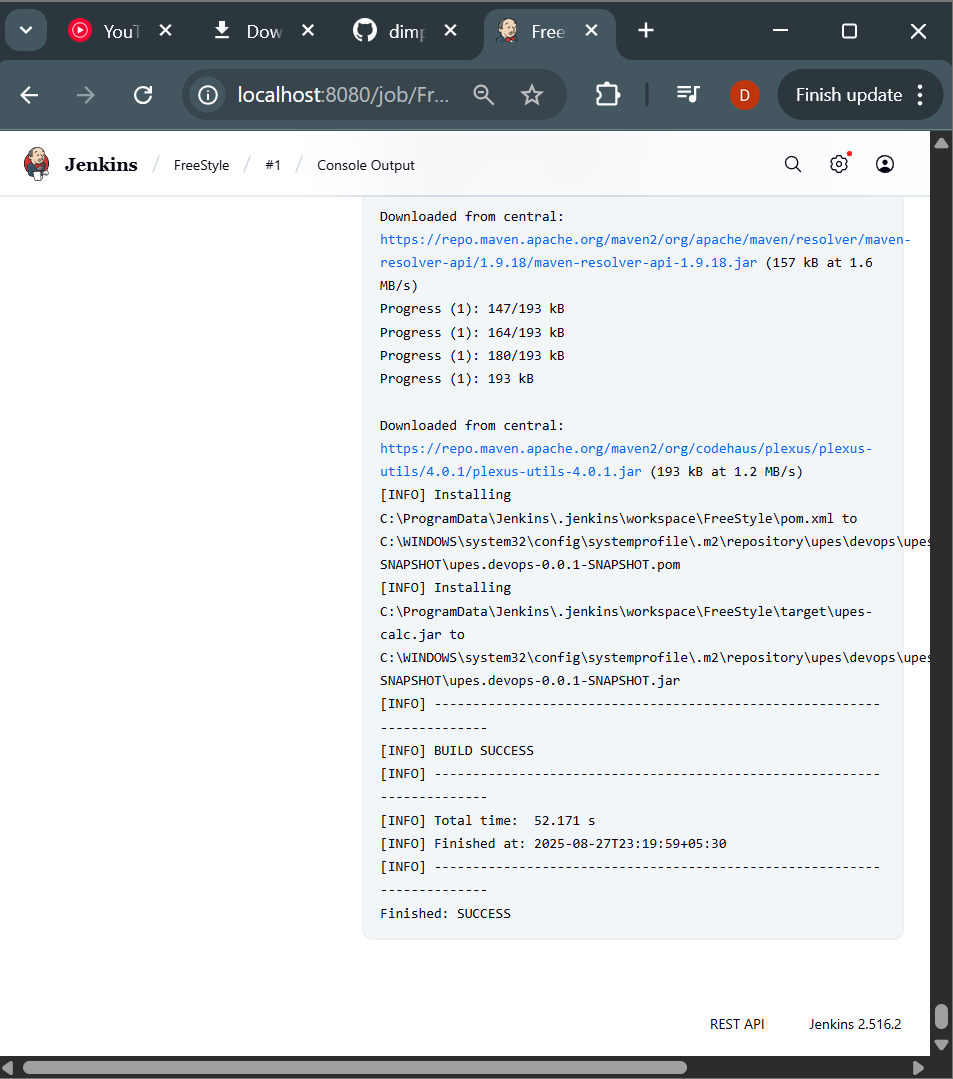 YouT
Dow
dimp
Free
localhost:8080/job/Fr...
D
Finish update
Jenkins / FreeStyle / #1 / Console Output
Downloaded from central:
https://repo.maven.apache.org/maven2/org/apache/maven/resolver/maven-
resolver-api/1.9.18/maven-resolver-api-1.9.18.jar (157 kB at 1.6
MB/s)
Progress (1): 147/193 kB
Progress (1): 164/193 kB
Progress (1): 180/193 kB
Progress (1): 193 kB
Downloaded from central:
https://repo.maven.apache.org/maven2/org/codehaus/plexus/plexus-
utils/4.0.1/plexus-utils-4.0.1.jar (193 kB at 1.2 MB/s)
[INFO] Installing
C:\ProgramData\Jenkins\.jenkins\workspace\FreeStyle\pom.xml to
C:\WINDOWS\system32\config\systemprofile\.m2\repository\upes\devops\upes
SNAPSHOT\upes.devops-0.0.1-SNAPSHOT.pom
[INFO] Installing
C:\ProgramData\Jenkins\.jenkins\workspace\FreeStyle\target\upes-
calc.jar to
C:\WINDOWS\system32\config\systemprofile\.m2\repository\upes\devops\upes
SNAPSHOT\upes.devops-0.0.1-SNAPSHOT.jar
[INFO] ----------------------------------------------------------
--------------
[INFO] BUILD SUCCESS
[INFO] ----------------------------------------------------------
--------------
[INFO] Total time:  52.171 s
[INFO] Finished at: 2025-08-27T23:19:59+05:30
[INFO] ----------------------------------------------------------
--------------
Finished: SUCCESS
REST API
Jenkins 2.516.2